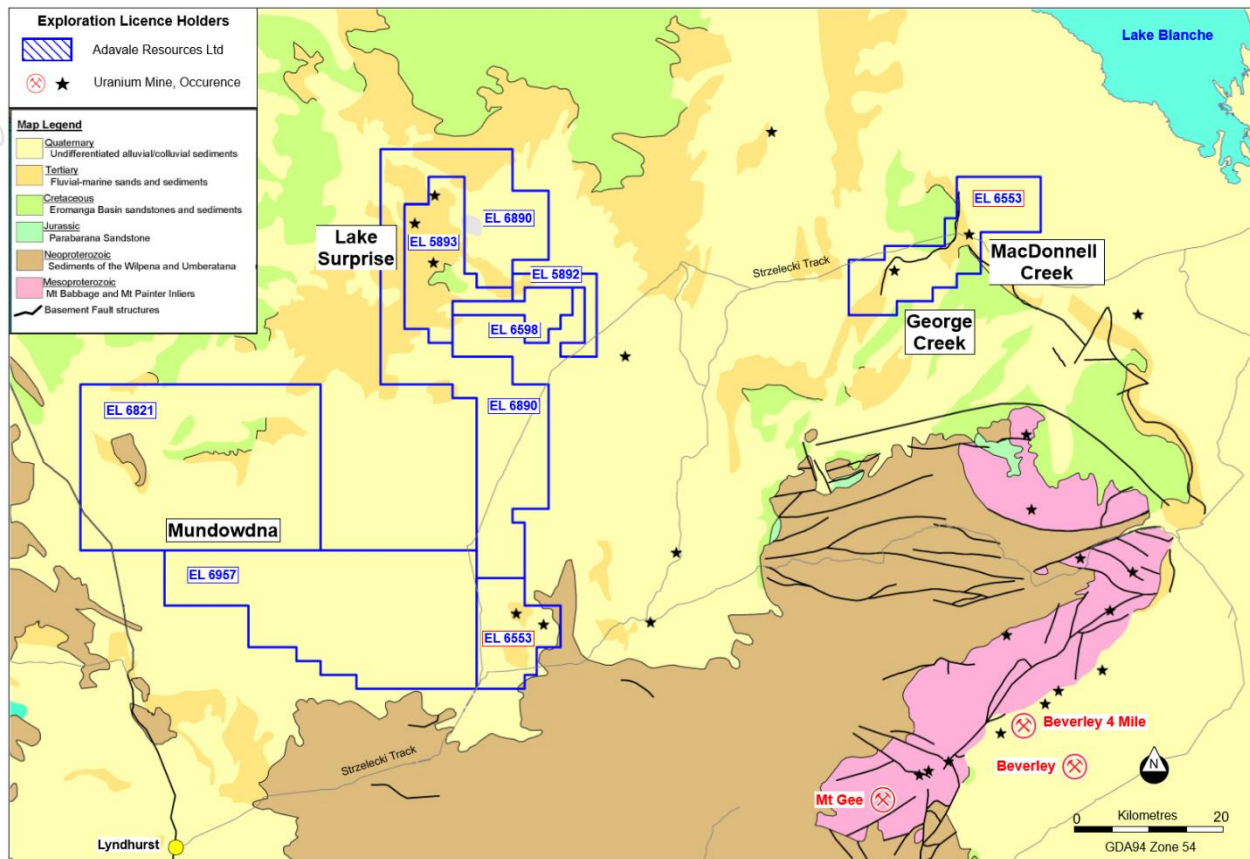 Exploration Licence Holders
Adavale Resources Ltd
Uranium Mine, Occurence
Map Legend
Quaternary
Undifferentiated alluvial/colluvial sediments
Tertiary
Fluvial-marine sands and sediments
Cretaceous
Eromanga Basin sandstones and sediments
Jurassic
Parabarana Sandstone
Neoproterozoic
Sediments of the Wilpena and Umberatana
Mesoproterozoic
Mt Babbage and Mt Painter Inliers
Basement Fault structures
Lake Blanche
EL 6553
EL 6890
Lake
Surprise
EL 5893
MacDonnell
Creek
EL 5892
Strzelecki Track
EL 6598
George
Creek
EL 6890
EL 6821
Mundowdna
EL 6957
EL 6553
Beverley 4 Mile
Strzelecki Track
Beverley
N
Mt Gee
0 Kilometres 20
GDA94 Zone 54
Lyndhurst